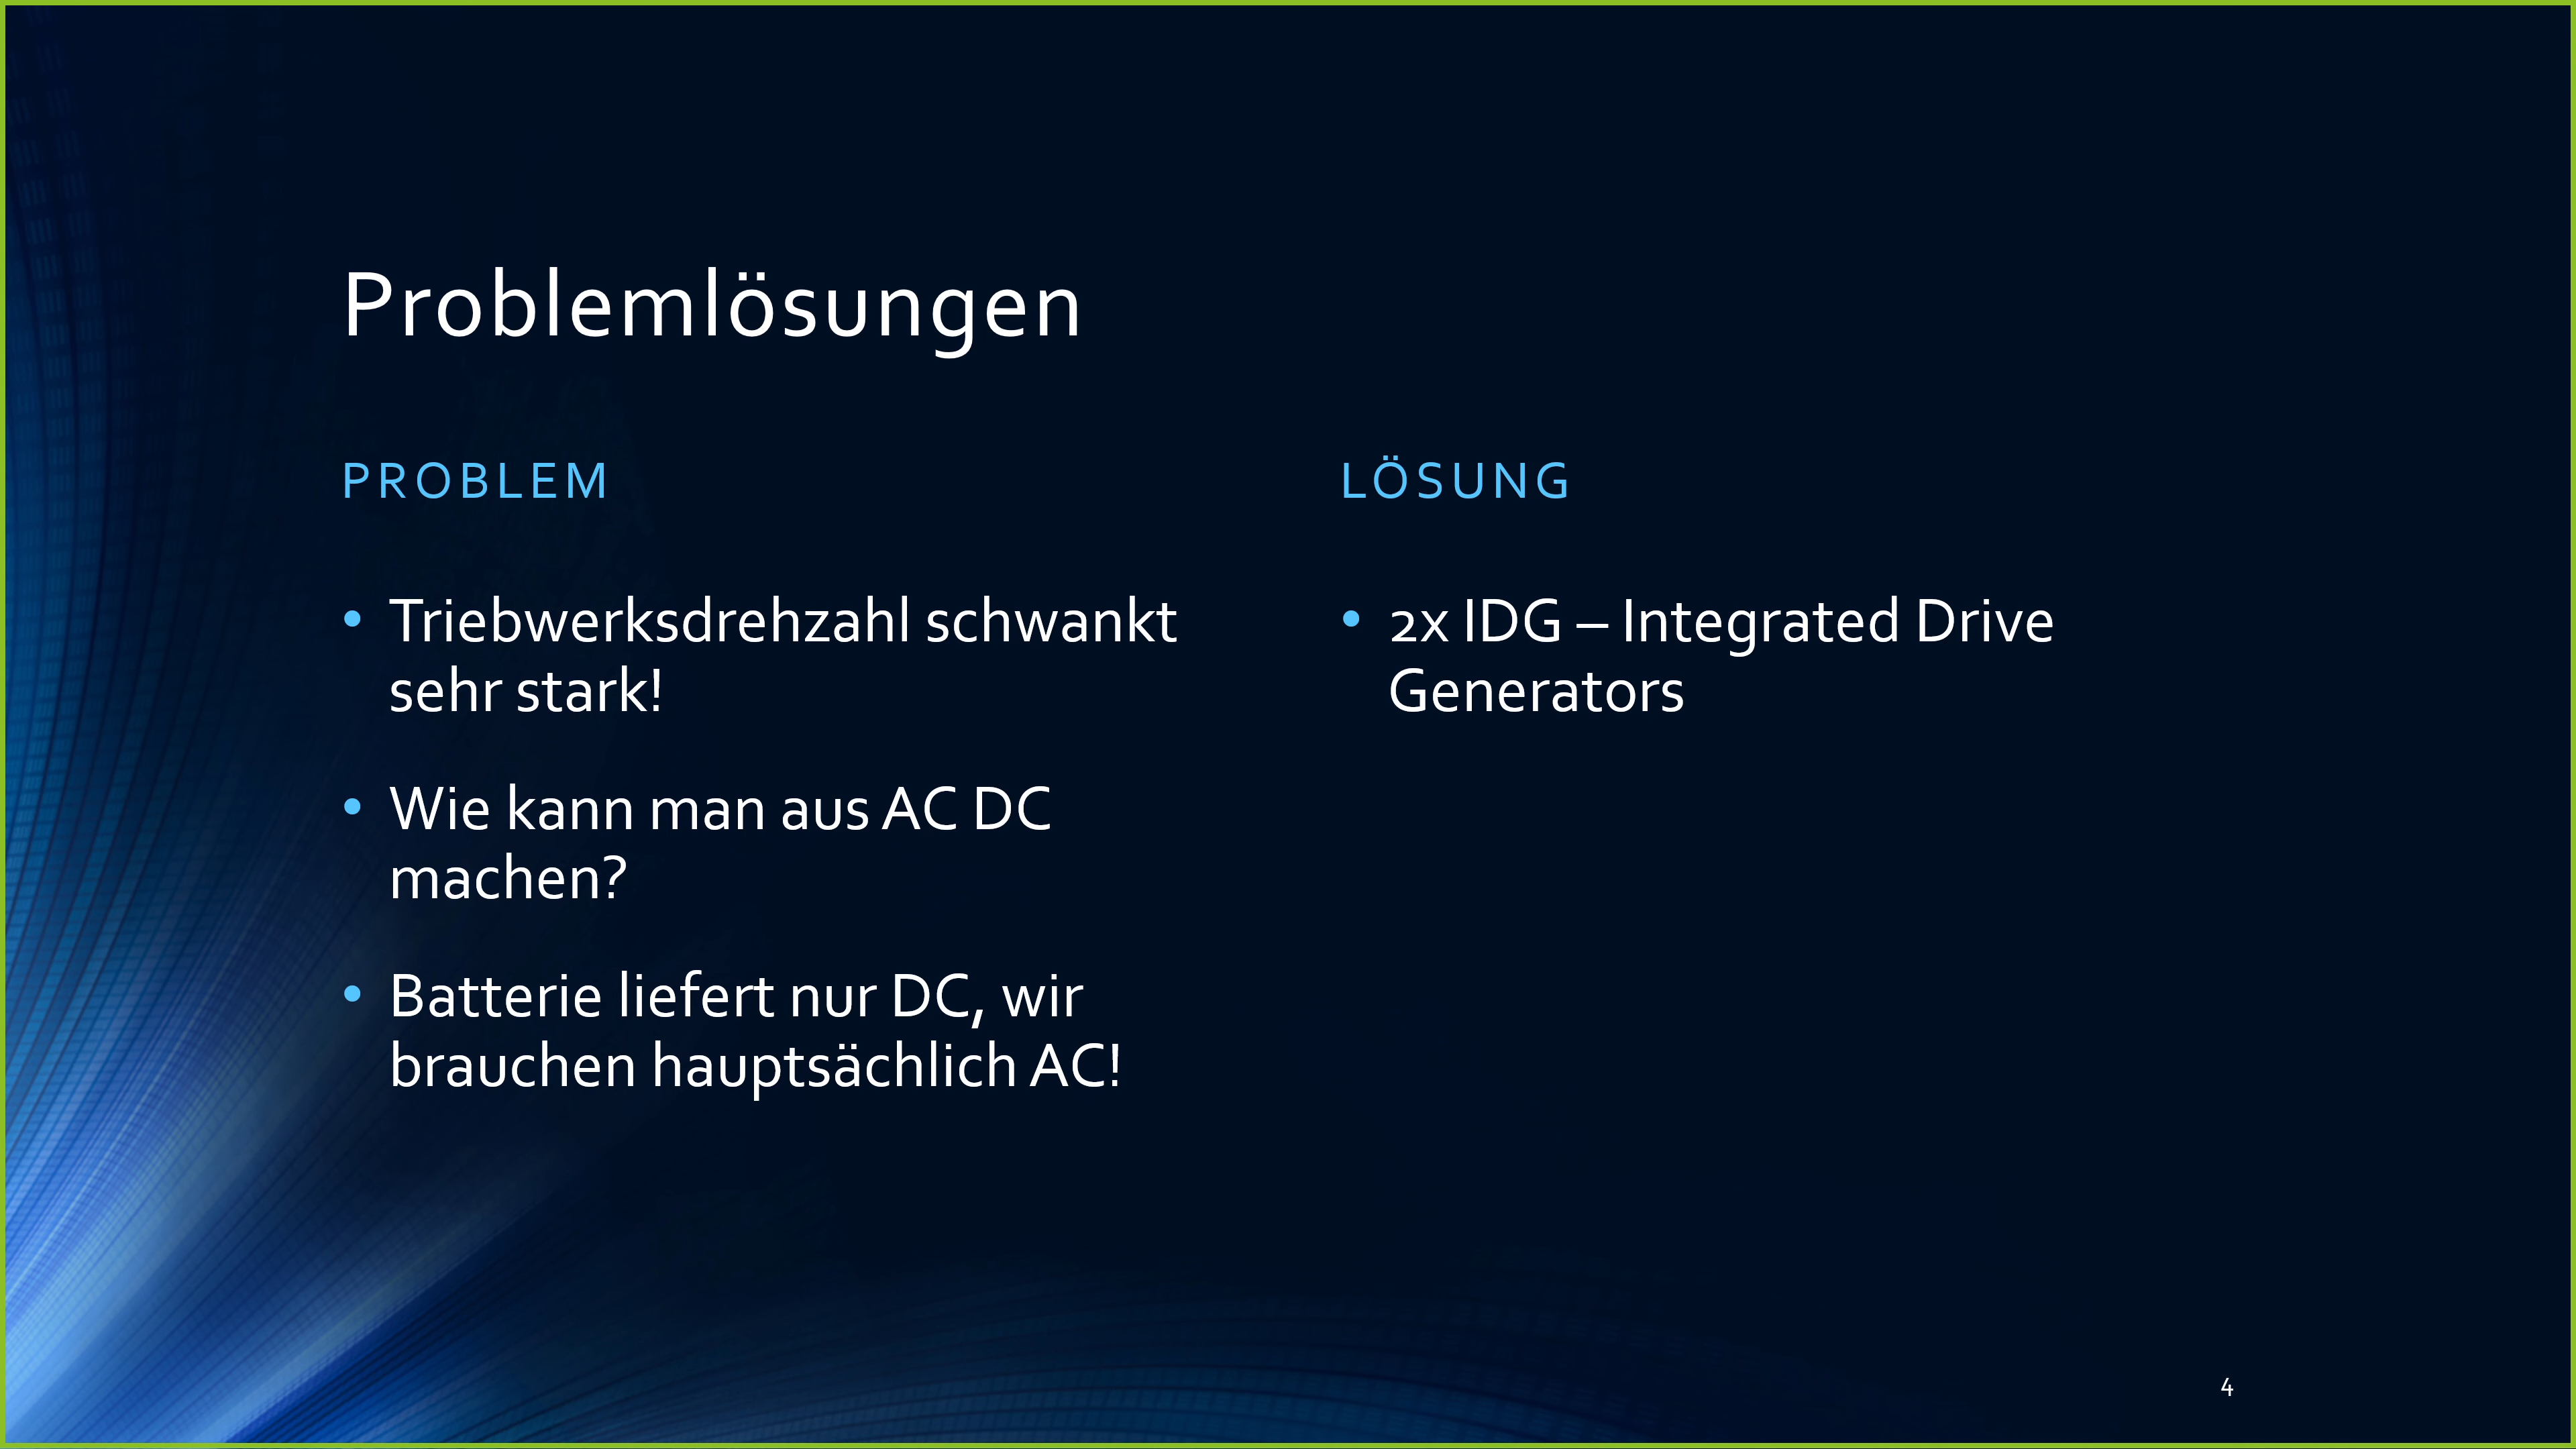 Problemlösungen
PROBLEM
• Triebwerksdrehzahl schwankt
sehr stark!
• Wie kann man aus AC DC
machen?
• Batterie liefert nur DC, wir
brauchen hauptsächlich AC!
LÖSUNG
• 2x IDG – Integrated Drive
Generators
4